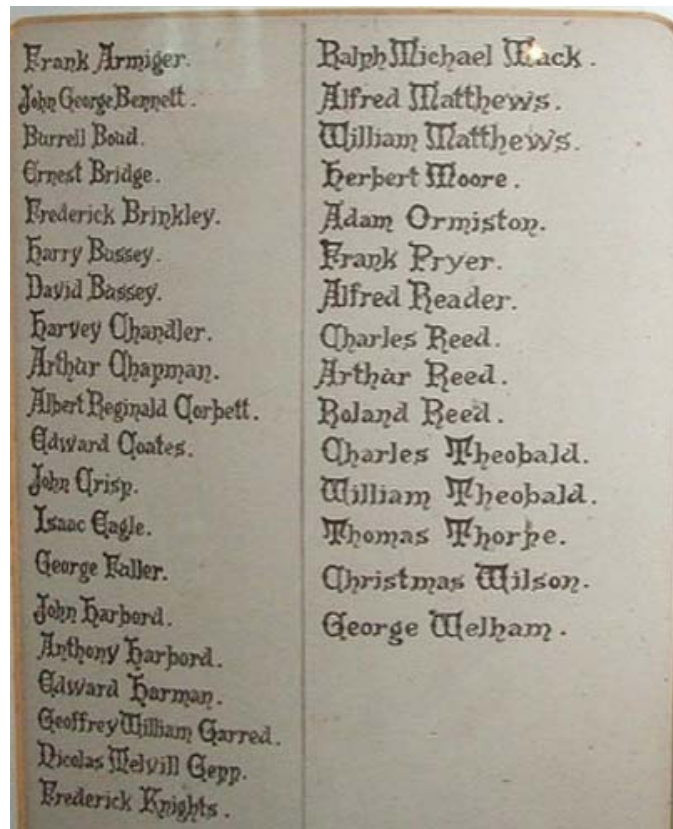 Frank Armiger.
John George Bennett.
Burrell Boud.
Ernest Bridge.
Frederick Brinkley.
Harry Bussey.
David Bussey.
Harvey Chandler.
Arthur Chapman.
Albert Reginald Corbett.
Edward Coates.
John Crisp.
Isaac Eagle.
George Fuller.
John Harbord.
Anthony Harbord.
Edward Harman.
Geoffrey William Garred.
Nicolas Melvill Gepp.
Frederick Knights.
Ralph Michael Mack.
Alfred Matthews.
William Matthews.
Herbert Moore.
Adam Ormiston.
Frank Pryer.
Alfred Reader.
Charles Reed.
Arthur Reed.
Roland Reed.
Charles Theobald.
William Theobald.
Thomas Thorpe.
Christmas Wilson.
George Welham.